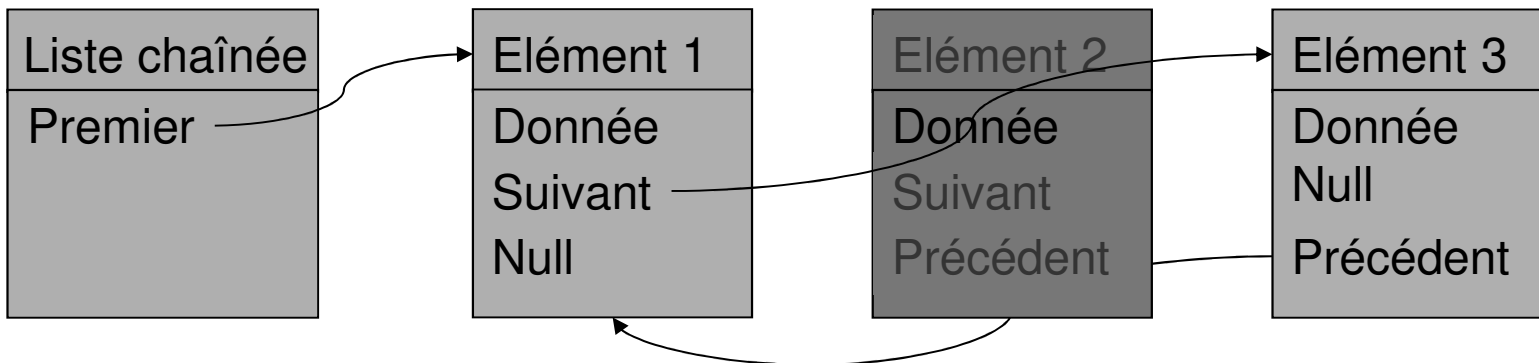 Liste chaînée
Premier
Elément 1
Donnée
Suivant
Null
Elément 2
Donnée
Suivant
Précédent
Elément 3
Donnée
Null
Précédent